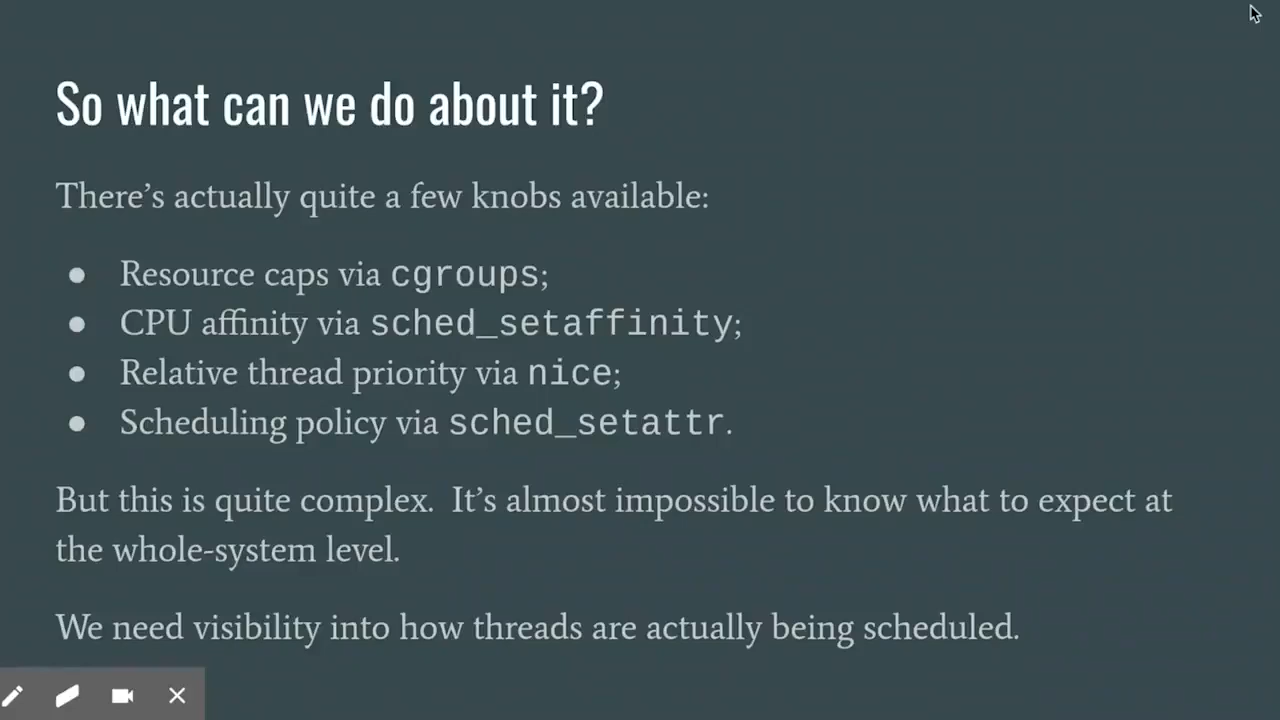 So what can we do about it?
There’s actually quite a few knobs available:
● Resource caps via cgroups;
● CPU affinity via sched_setaffinity;
● Relative thread priority via nice;
● Scheduling policy via sched_setattr.
But this is quite complex.  It’s almost impossible to know what to expect at
the whole-system level.
We need visibility into how threads are actually being scheduled.